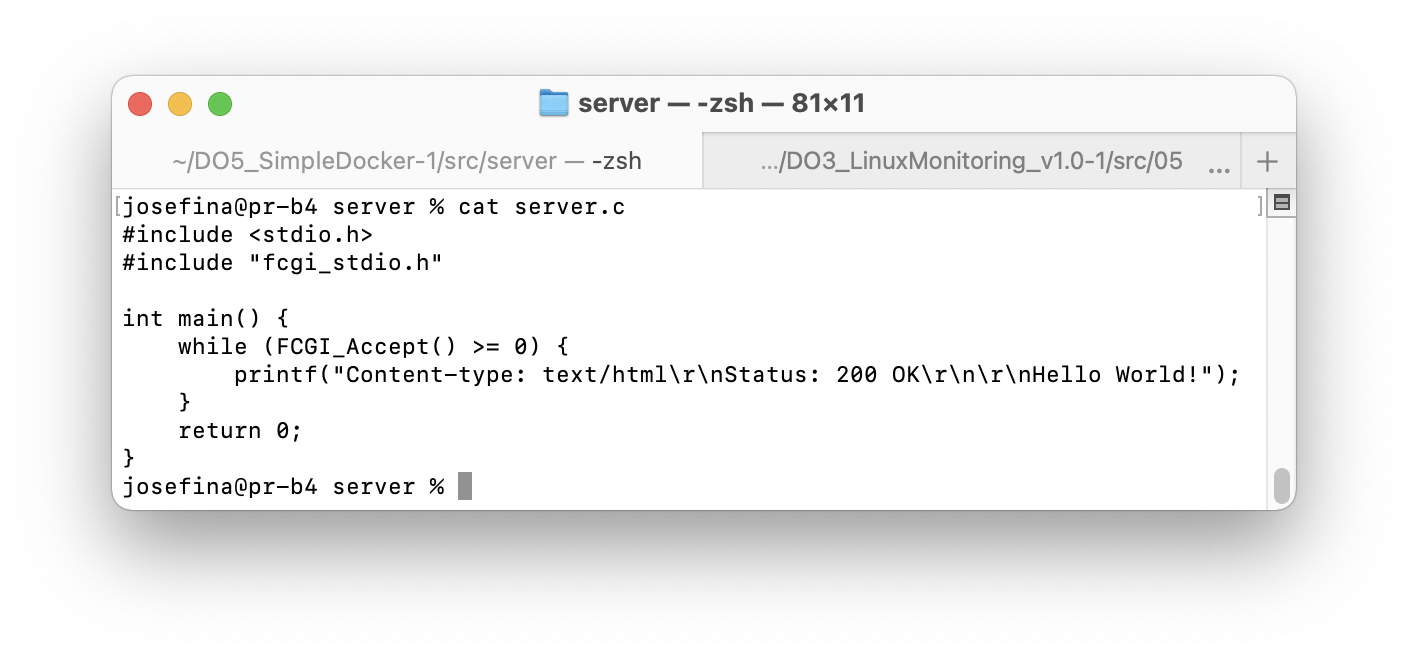 server — -zsh — 81×11
~/DO5_SimpleDocker-1/src/server — -zsh
.../DO3_LinuxMonitoring_v1.0-1/src/05 ...
[josefina@pr-b4 server % cat server.c ]
#include <stdio.h>
#include "fcgi_stdio.h"

int main() {
    while (FCGI_Accept() >= 0) {
        printf("Content-type: text/html\r\nStatus: 200 OK\r\n\r\nHello World!");
    }
    return 0;
}
josefina@pr-b4 server %